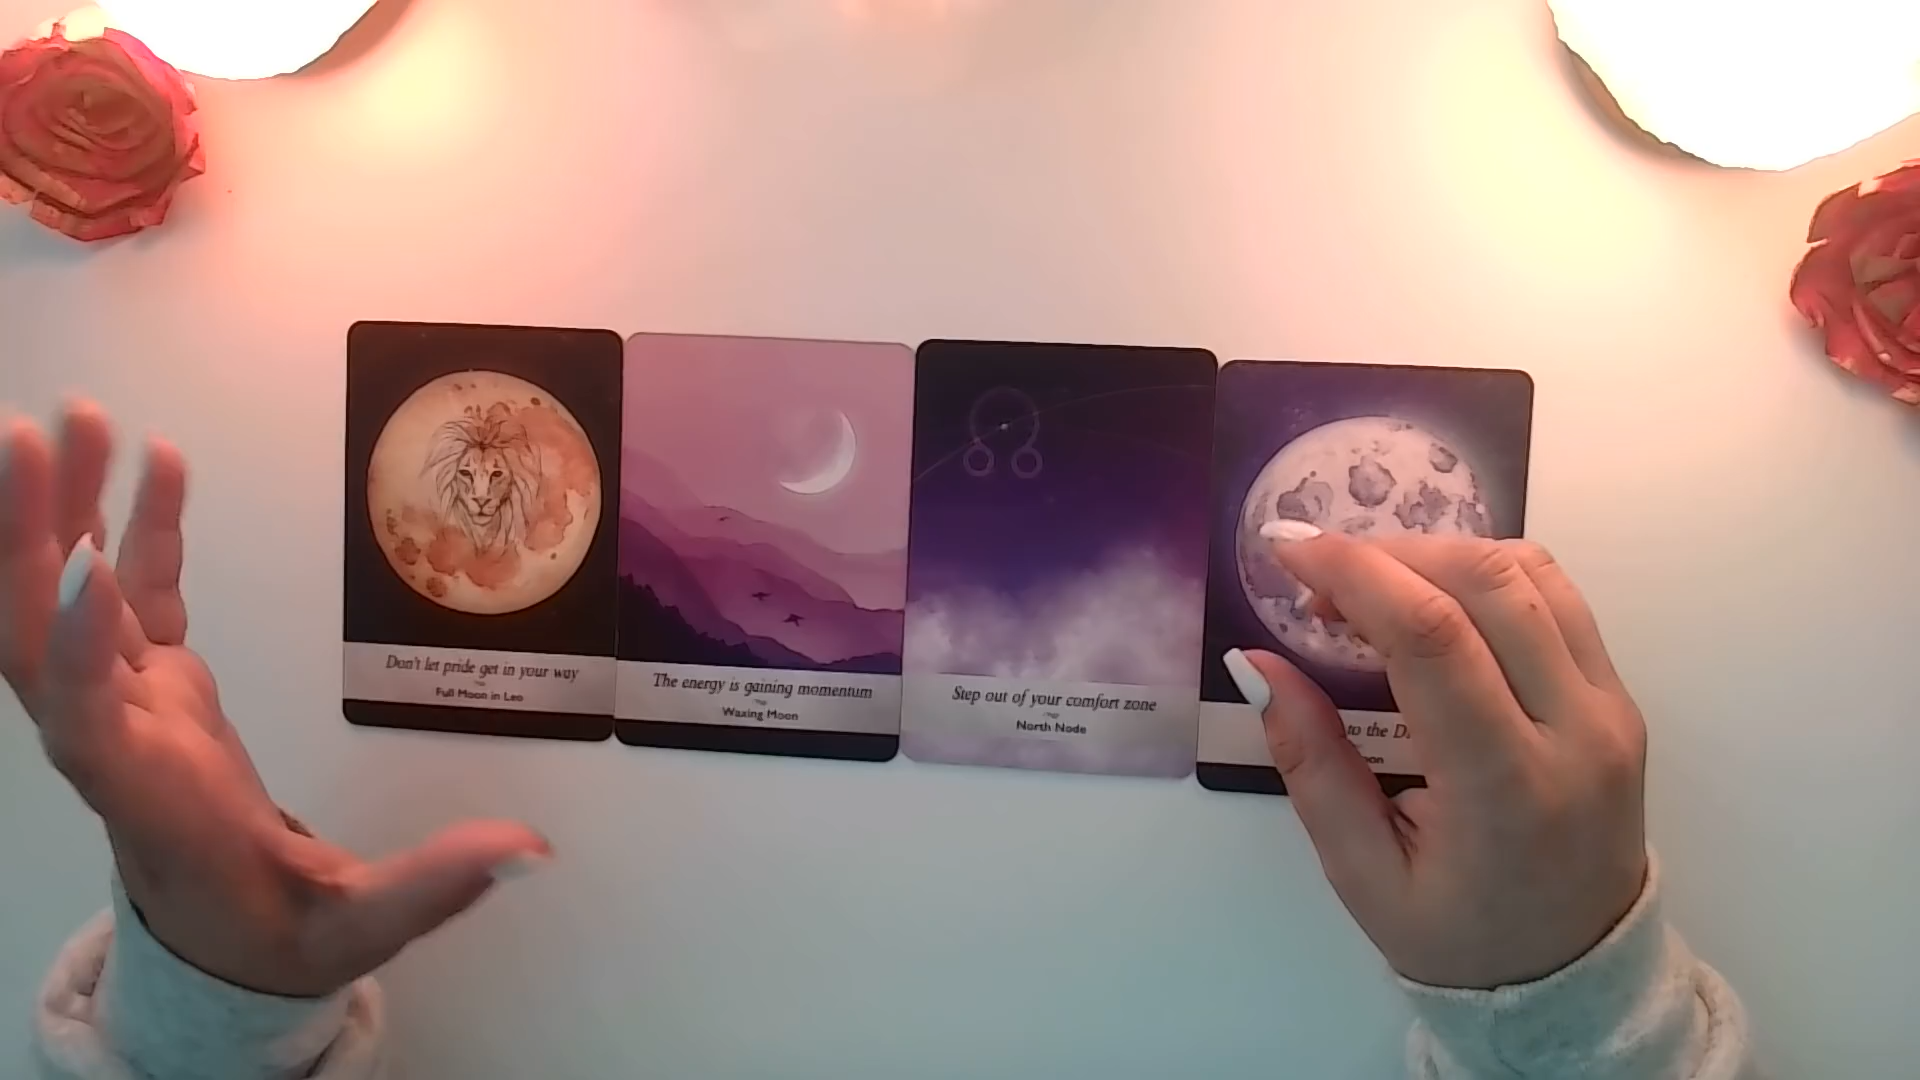 Don't let pride get in your way
Full Moon in Leo
The energy is gaining momentum
Waxing Moon
Step out of your comfort zone
North Node
to the